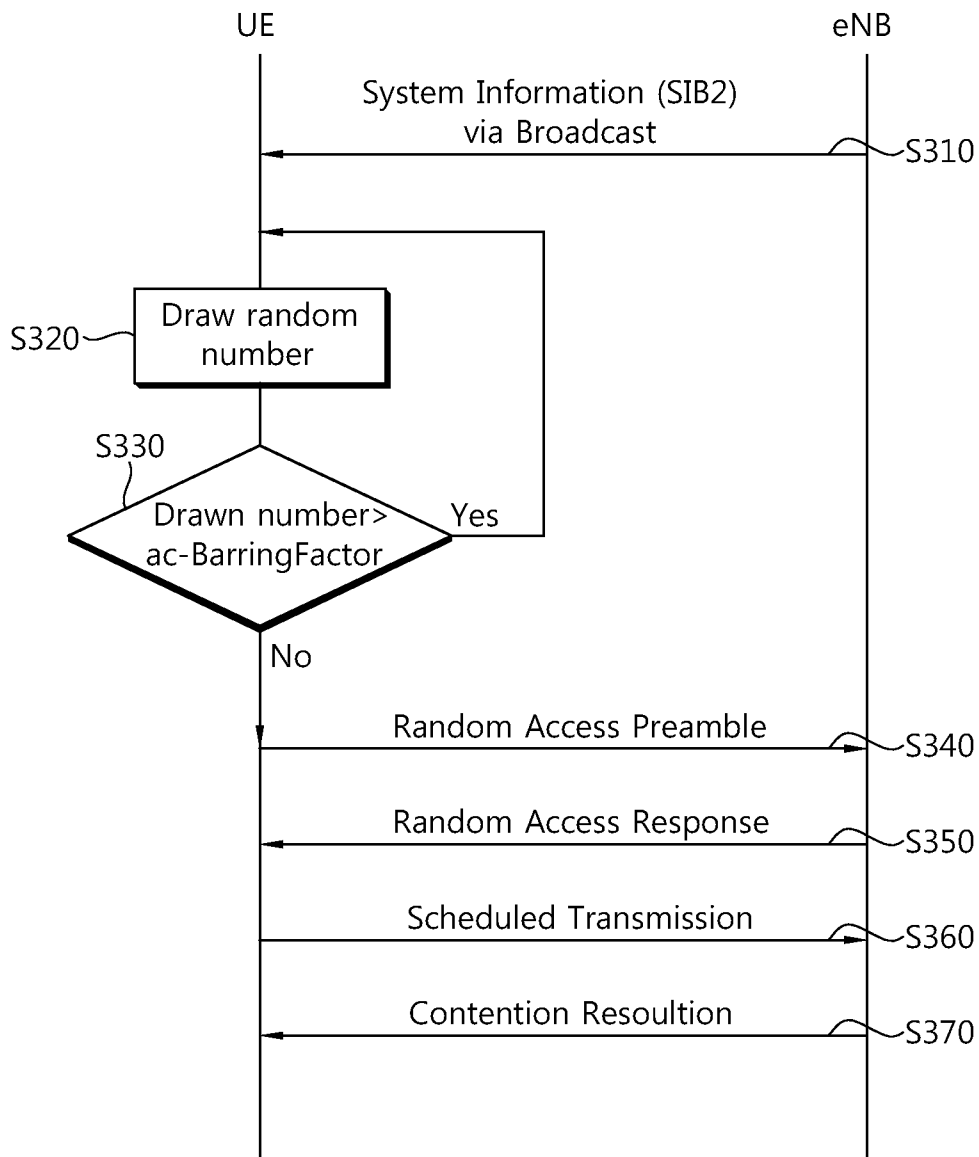 UE
eNB
System Information (SIB2)
via Broadcast
S310
Draw random
number
S320
S330
Drawn number>
ac-BarringFactor
Yes
No
Random Access Preamble
S340
Random Access Response
S350
Scheduled Transmission
S360
Contention Resoultion
S370